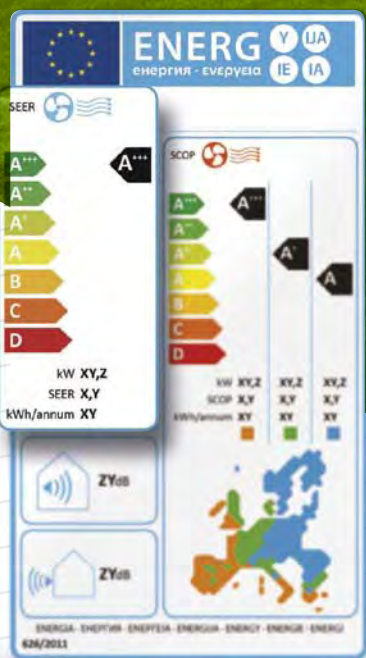 ENERG Y UA
енергия · ενεργεια IE IA
SEER
A+++ A+++
A++
A+
A
B
C
D
kW XY,Z
SEER X,Y
kWh/annum XY
SCOP
A+++ A+++
A++
A+ A+
A A
B
C
D
kW XY,Z XY,Z XY,Z
SCOP X,Y X,Y X,Y
kWh/annum XY XY XY
ZYdB
ZYdB
ENERGIA · ЕНЕРГИЯ · ΕΝΕΡΓΕΙΑ · ENERGIJA · ENERGY · ENERGIE · ENERGI
626/2011